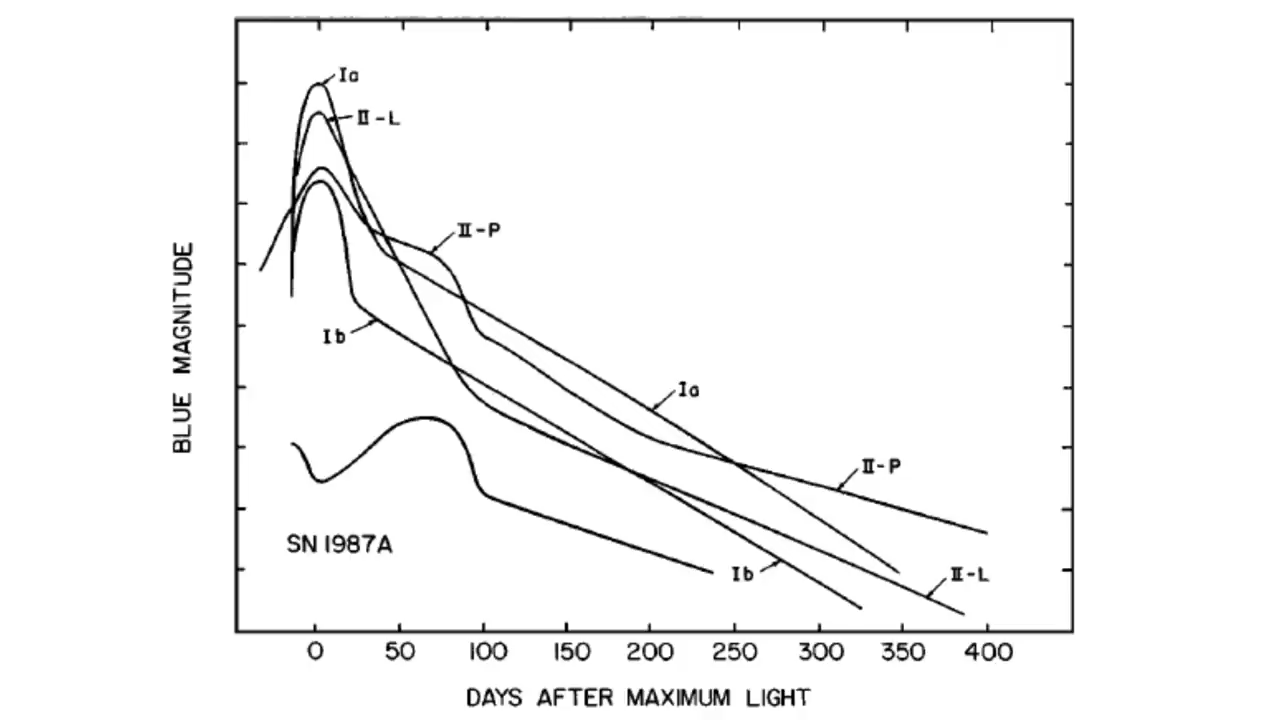 Ia
II-L
II-P
Ib
Ia
II-P
SN 1987A
Ib
II-L
BLUE MAGNITUDE
0 50 100 150 200 250 300 350 400
DAYS AFTER MAXIMUM LIGHT